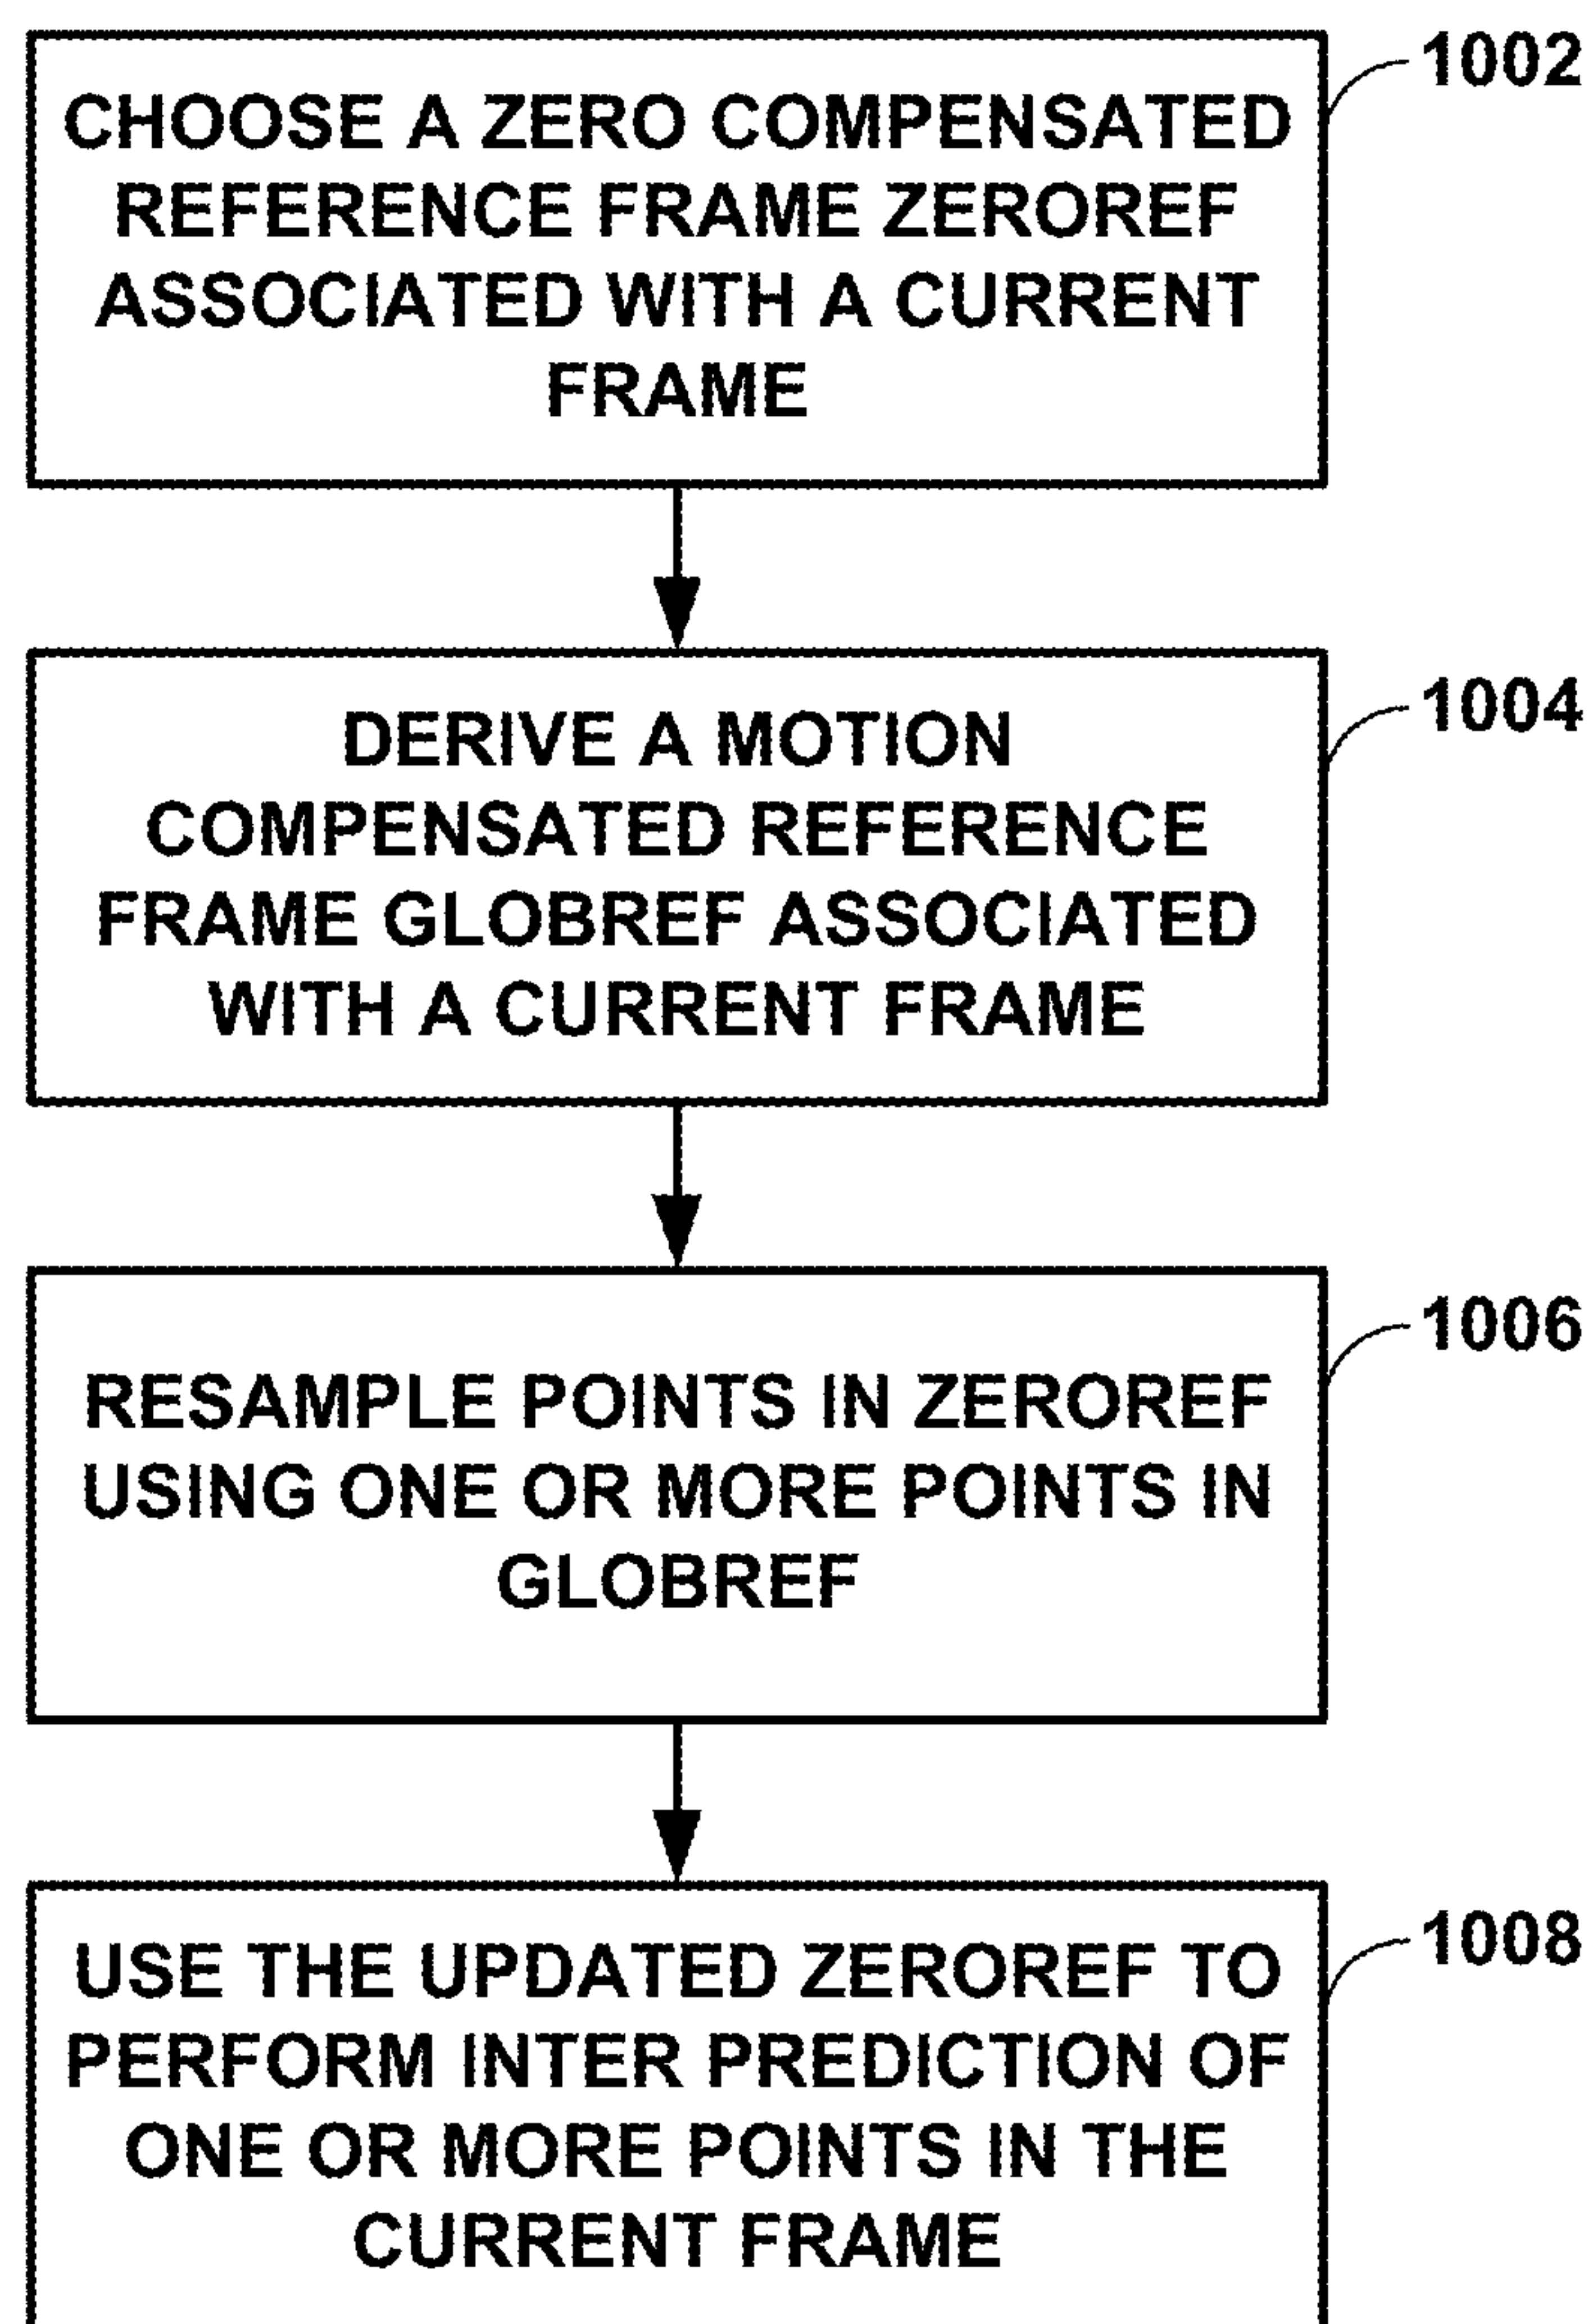 1002
CHOOSE A ZERO COMPENSATED
REFERENCE FRAME ZEROREF
ASSOCIATED WITH A CURRENT
FRAME
1004
DERIVE A MOTION
COMPENSATED REFERENCE
FRAME GLOBREF ASSOCIATED
WITH A CURRENT FRAME
1006
RESAMPLE POINTS IN ZEROREF
USING ONE OR MORE POINTS IN
GLOBREF
1008
USE THE UPDATED ZEROREF TO
PERFORM INTER PREDICTION OF
ONE OR MORE POINTS IN THE
CURRENT FRAME